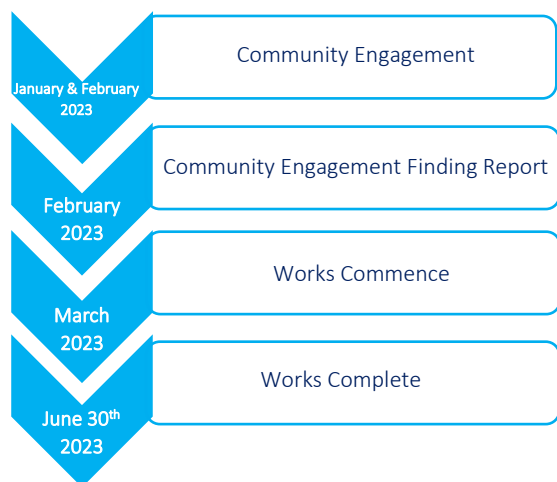 Community Engagement
January & February
2023
Community Engagement Finding Report
February
2023
Works Commence
March
2023
Works Complete
June 30th
2023